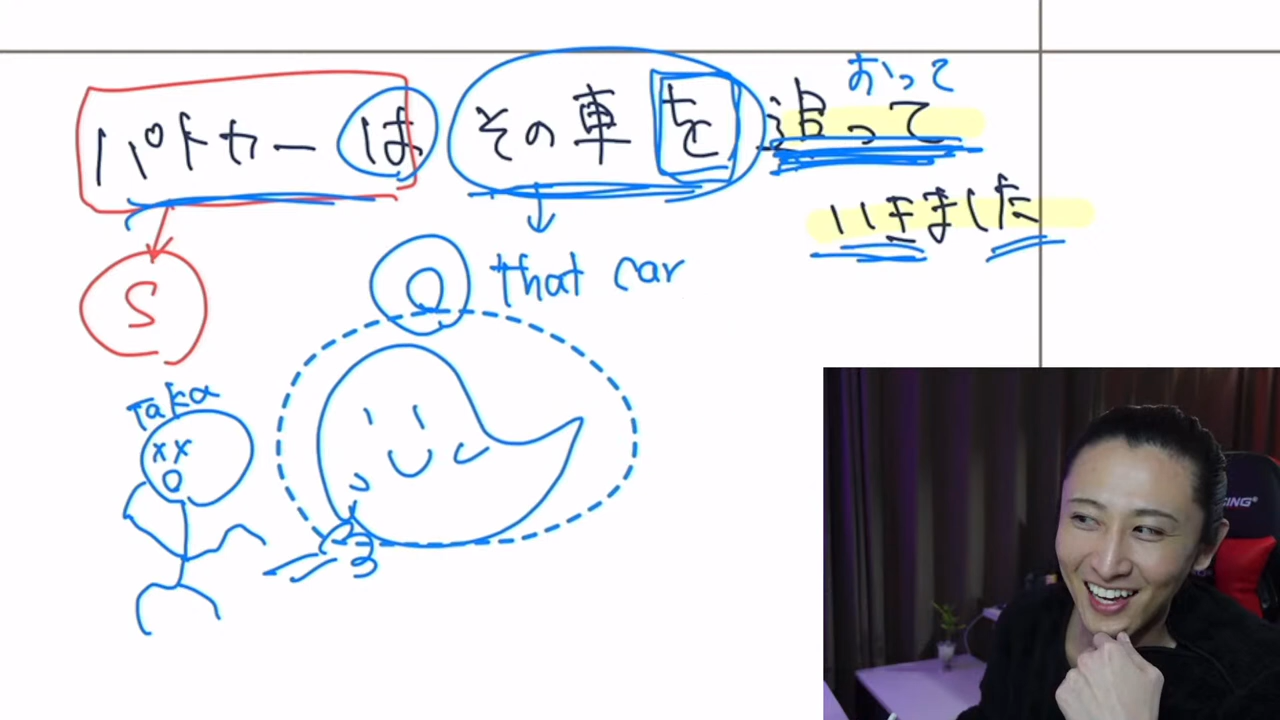 おって
パトカーは その車を 追って
いきました
S
O that car
Taka
CING